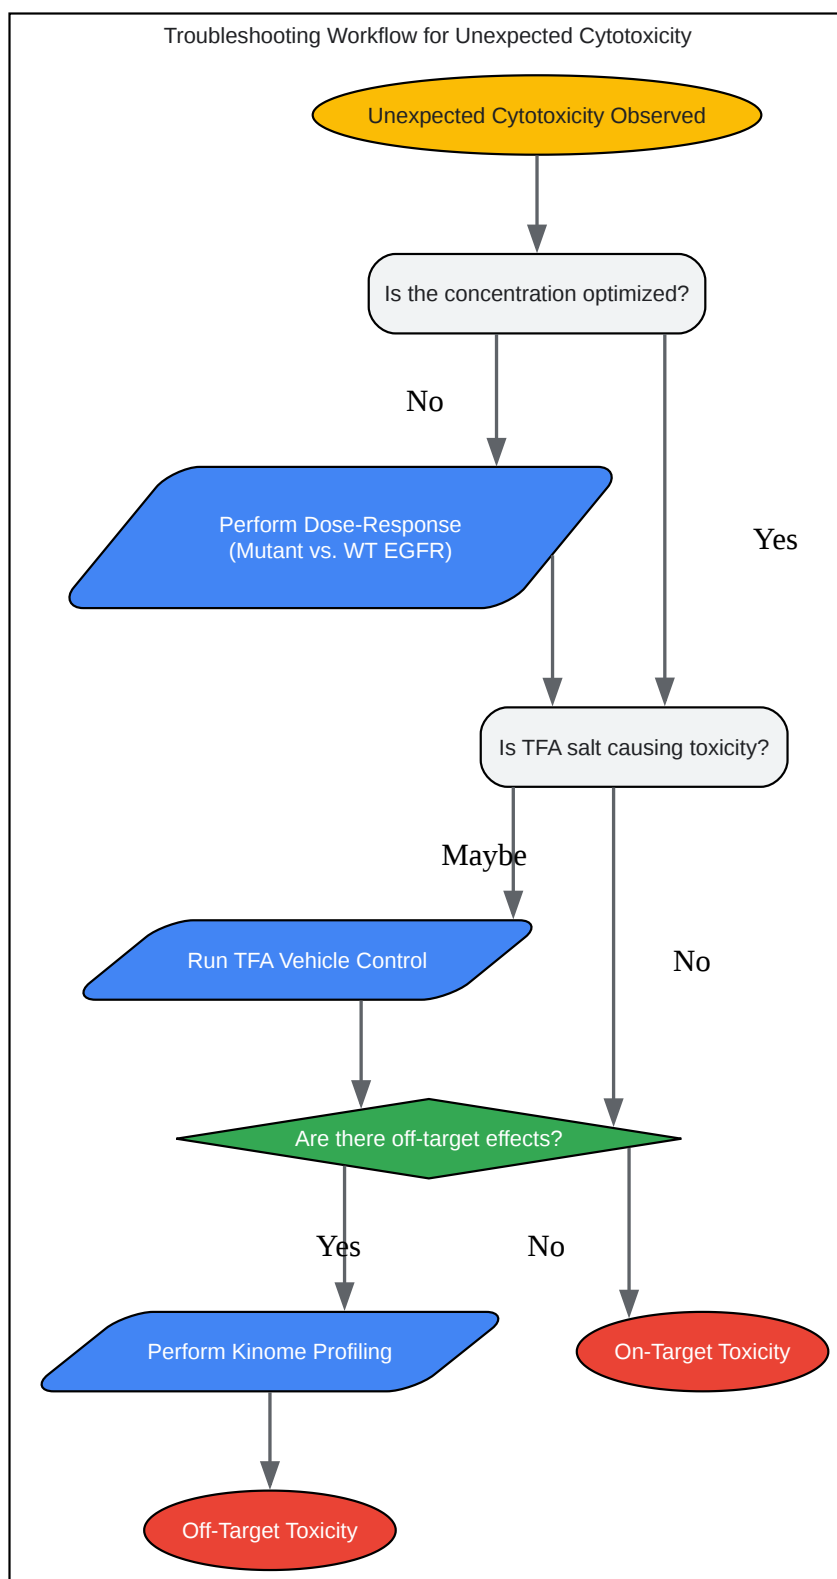 Troubleshooting Workflow for Unexpected Cytotoxicity
Unexpected Cytotoxicity Observed
Is the concentration optimized?
No
Perform Dose-Response
(Mutant vs. WT EGFR)
Yes
Is TFA salt causing toxicity?
Maybe
Run TFA Vehicle Control
No
Are there off-target effects?
Yes
No
Perform Kinome Profiling
On-Target Toxicity
Off-Target Toxicity